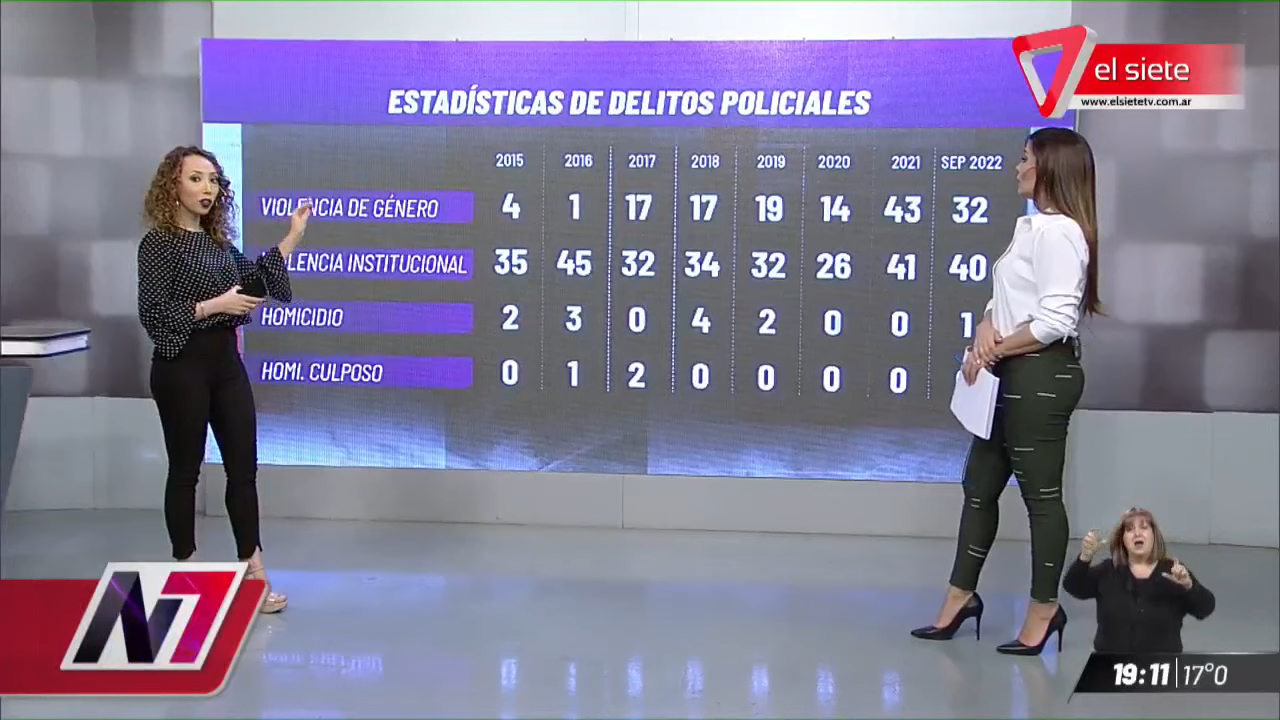 el siete
www.elsietetv.com.ar
ESTADÍSTICAS DE DELITOS POLICIALES
2015 2016 2017 2018 2019 2020 2021 SEP 2022
VIOLENCIA DE GÉNERO 4 1 17 17 19 14 43 32
VIOLENCIA INSTITUCIONAL 35 45 32 34 32 26 41 40
HOMICIDIO 2 3 0 4 2 0 0 1
HOMI. CULPOSO 0 1 2 0 0 0 0
N7
19:11 17°0